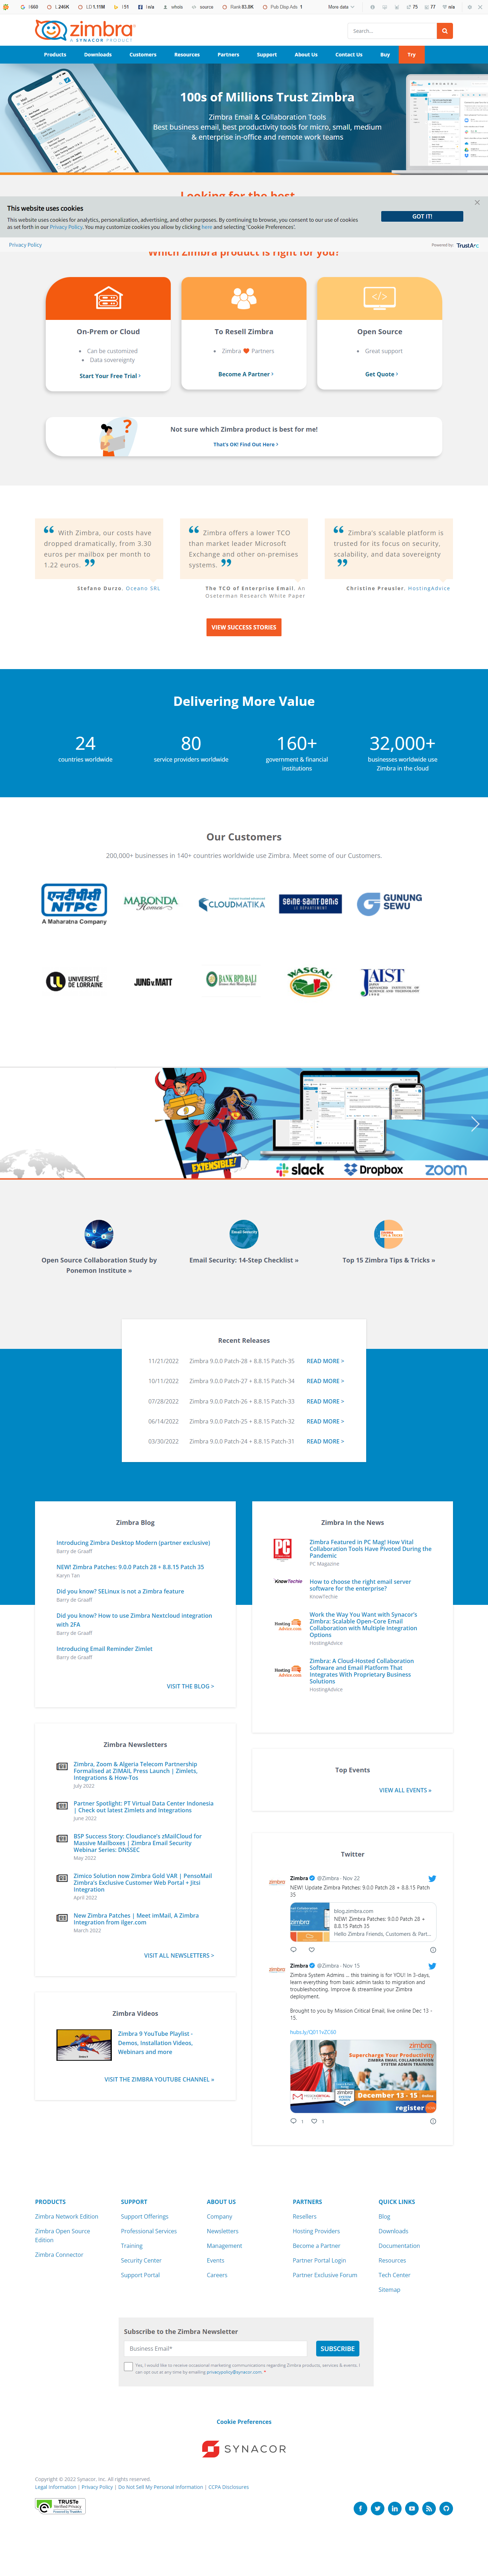 660 L 246K LD 1.11M I 51 n/a whois source Rank 83.8K Pub Disp Ads 1 More data 75 77 n/a
zimbra
A SYNACOR PRODUCT
Search...
Products Downloads Customers Resources Partners Support About Us Contact Us Buy Try
100s of Millions Trust Zimbra
Zimbra Email & Collaboration Tools
Best business email, best productivity tools for micro, small, medium
& enterprise in-office and remote work teams
Looking for the best
This website uses cookies
This website uses cookies for analytics, personalization, advertising, and other purposes. By continuing to browse, you consent to our use of cookies
as set forth in our Privacy Policy. You may customize cookies you allow by clicking here and selecting 'Cookie Preferences'.
GOT IT!
Privacy Policy
Powered by: TrustArc
Which Zimbra product is right for you?
On-Prem or Cloud
• Can be customized
• Data sovereignty
Start Your Free Trial ›
To Resell Zimbra
• Zimbra Partners
Become A Partner ›
Open Source
• Great support
Get Quote ›
Not sure which Zimbra product is best for me!
That's OK! Find Out Here >
“ With Zimbra, our costs have
dropped dramatically, from 3.30
euros per mailbox per month to
1.22 euros. ”
Stefano Durzo, Oceano SRL
“ Zimbra offers a lower TCO
than market leader Microsoft
Exchange and other on-premises
systems. ”
The TCO of Enterprise Email, An
Osterman Research White Paper
“ Zimbra's scalable platform is
trusted for its focus on security,
scalability, and data sovereignty
”
Christine Preusler, HostingAdvice
VIEW SUCCESS STORIES
Delivering More Value
24
countries worldwide
80
service providers worldwide
160+
government & financial
institutions
32,000+
businesses worldwide use
Zimbra in the cloud
Our Customers
200,000+ businesses in 140+ countries worldwide use Zimbra. Meet some of our Customers.
एनटीपीसी
NTPC
A Maharatna Company
MARONDA
Homes
CLOUDMATIKA
seine saint-denis
LE DÉPARTEMENT
GUNUNG
SEWU
UNIVERSITÉ
DE LORRAINE
JUNG v. MATT
BANK BPD BALI
WASGAU
JAIST
EXTENSIBLE!
slack
Dropbox
zoom
Open Source Collaboration Study by
Ponemon Institute »
Email Security
Email Security: 14-Step Checklist »
Top 15 Zimbra Tips & Tricks »
Recent Releases
11/21/2022 Zimbra 9.0.0 Patch-28 + 8.8.15 Patch-35 READ MORE >
10/11/2022 Zimbra 9.0.0 Patch-27 + 8.8.15 Patch-34 READ MORE >
07/28/2022 Zimbra 9.0.0 Patch-26 + 8.8.15 Patch-33 READ MORE >
06/14/2022 Zimbra 9.0.0 Patch-25 + 8.8.15 Patch-32 READ MORE >
03/30/2022 Zimbra 9.0.0 Patch-24 + 8.8.15 Patch-31 READ MORE >
Zimbra Blog
Introducing Zimbra Desktop Modern (partner exclusive)
Barry de Graaff
NEW! Zimbra Patches: 9.0.0 Patch 28 + 8.8.15 Patch 35
Karyn Tan
Did you know? SELinux is not a Zimbra feature
Barry de Graaff
Did you know? How to use Zimbra Nextcloud integration
with 2FA
Barry de Graaff
Introducing Email Reminder Zimlet
Barry de Graaff
VISIT THE BLOG >
Zimbra In the News
PC
Zimbra Featured in PC Mag! How Vital
Collaboration Tools Have Pivoted During the
Pandemic
PC Magazine
KnowTechie
How to choose the right email server
software for the enterprise?
KnowTechie
Hosting
Advice.com
Work the Way You Want with Synacor's
Zimbra: Scalable Open-Core Email
Collaboration with Multiple Integration
Options
HostingAdvice
Hosting
Advice.com
Zimbra: A Cloud-Hosted Collaboration
Software and Email Platform That
Integrates With Proprietary Business
Solutions
HostingAdvice
Zimbra Newsletters
Zimbra, Zoom & Algeria Telecom Partnership
Formalised at ZIMAIL Press Launch | Zimlets,
Integrations & How-Tos
July 2022
Partner Spotlight: PT Virtual Data Center Indonesia
| Check out latest Zimlets and Integrations
June 2022
BSP Success Story: Cloudiance's zMailCloud for
Massive Mailboxes | Zimbra Email Security
Webinar Series: DNSSEC
May 2022
Zimico Solution now Zimbra Gold VAR | PensoMail
Zimbra's Exclusive Customer Web Portal + Jitsi
Integration
April 2022
New Zimbra Patches | Meet imMail, A Zimbra
Integration from ilger.com
March 2022
VISIT ALL NEWSLETTERS >
Top Events
VIEW ALL EVENTS »
Twitter
zimbra
Zimbra @Zimbra · Nov 22
NEW! Update Zimbra Patches: 9.0.0 Patch 28 + 8.8.15 Patch
35
blog.zimbra.com
NEW! Zimbra Patches: 9.0.0 Patch 28 +
8.8.15 Patch 35
Hello Zimbra Friends, Customers & Part...
zimbra
Zimbra @Zimbra · Nov 15
Zimbra System Admins ... this training is for YOU! In 3-days,
learn everything from basic admin tasks to migration and
troubleshooting. Improve & streamline your Zimbra
deployment.
Brought to you by Mission Critical Email, live online Dec 13 -
15.
hubs.ly/Q011vZC60
zimbra
Supercharge Your Productivity
ZIMBRA EMAIL COLLABORATION
SYSTEM ADMIN TRAINING
December 13 - 15 Online
register
1 1
Zimbra Videos
Zimbra 9 YouTube Playlist -
Demos, Installation Videos,
Webinars and more
VISIT THE ZIMBRA YOUTUBE CHANNEL »
PRODUCTS
Zimbra Network Edition
Zimbra Open Source
Edition
Zimbra Connector
SUPPORT
Support Offerings
Professional Services
Training
Security Center
Support Portal
ABOUT US
Company
Newsletters
Management
Events
Careers
PARTNERS
Resellers
Hosting Providers
Become a Partner
Partner Portal Login
Partner Exclusive Forum
QUICK LINKS
Blog
Downloads
Documentation
Resources
Tech Center
Sitemap
Subscribe to the Zimbra Newsletter
Business Email*
SUBSCRIBE
Yes, I would like to receive occasional marketing communications regarding Zimbra products, services & events. I
can opt out at any time by emailing privacypolicy@synacor.com. *
Cookie Preferences
SYNACOR
Copyright © 2022 Synacor, Inc. All rights reserved.
Legal Information | Privacy Policy | Do Not Sell My Personal Information | CCPA Disclosures
TRUSTe
Verified Privacy
Powered by TrustArc